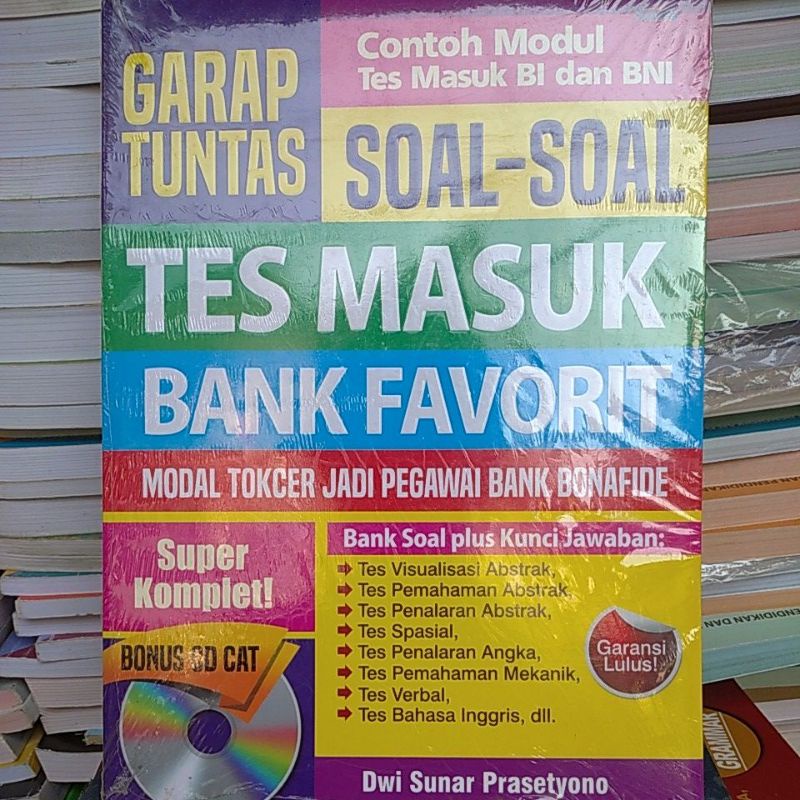 GARAP
TUNTAS
Contoh Modul
Tes Masuk BI dan BNI
SOAL-SOAL
TES MASUK
BANK FAVORIT
MODAL TOKCER JADI PEGAWAI BANK BONAFIDE
Super
Komplet!
BONUS CD CAT
Bank Soal plus Kunci Jawaban:
Tes Visualisasi Abstrak,
Tes Pemahaman Abstrak,
Tes Penalaran Abstrak,
Tes Spasial,
Tes Penalaran Angka,
Tes Pemahaman Mekanik,
Tes Verbal,
Tes Bahasa Inggris, dll.
Garansi
Lulus!
Dwi Sunar Prasetyono
GRAMMAR